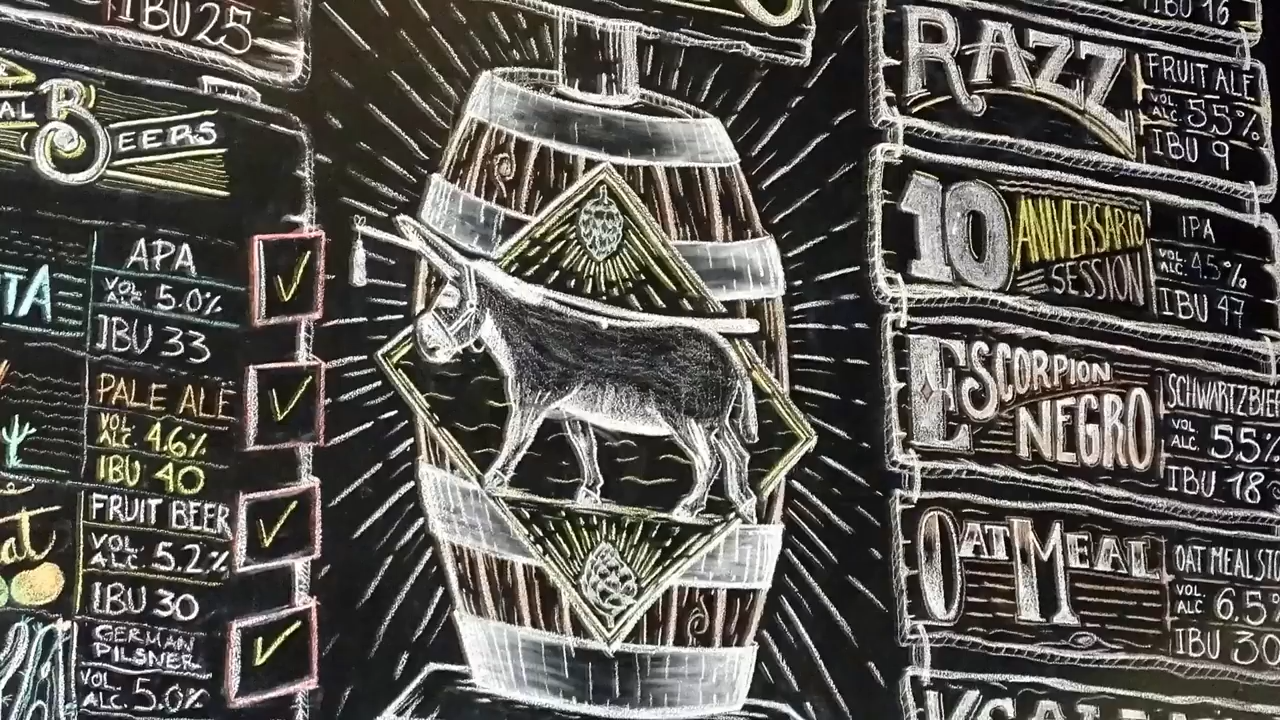 IBU 25
BEERS
APA
VOL. ALC. 5.0%
IBU 33
PALE ALE
VOL. ALC. 4.6%
IBU 40
FRUIT BEER
VOL. ALC. 5.2%
IBU 30
GERMAN
PILSNER
VOL. ALC. 5.0%
IBU 16
RAZZ
FRUIT ALE
VOL. ALC. 5.5%
IBU 9
10 ANIVERSARIO
SESSION
IPA
VOL. ALC. 4.5%
IBU 47
ESCORPION
NEGRO
SCHWARTZBIER
VOL ALC. 5.5%
IBU 18
OATMEAL
OATMEAL STOU
VOL. ALC 6.5%
IBU 30